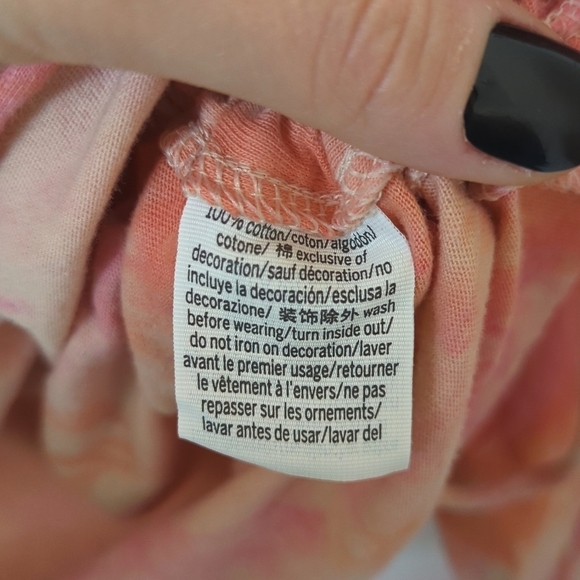 100% cotton/coton/algodón/
cotone/ 棉 exclusive of
decoration/sauf décoration/no
incluye la decoración/esclusa la
decorazione/ 装饰除外 wash
before wearing/turn inside out/
do not iron on decoration/laver
avant le premier usage/retourner
le vêtement à l'envers/ne pas
repasser sur les ornements/
lavar antes de usar/lavar del